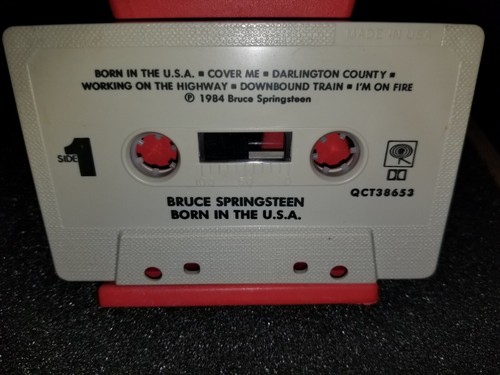 BORN IN THE U.S.A. ■ COVER ME ■ DARLINGTON COUNTY ■
WORKING ON THE HIGHWAY ■ DOWNBOUND TRAIN ■ I'M ON FIRE
℗ 1984 Bruce Springsteen
SIDE 1
QCT38653
BRUCE SPRINGSTEEN
BORN IN THE U.S.A.